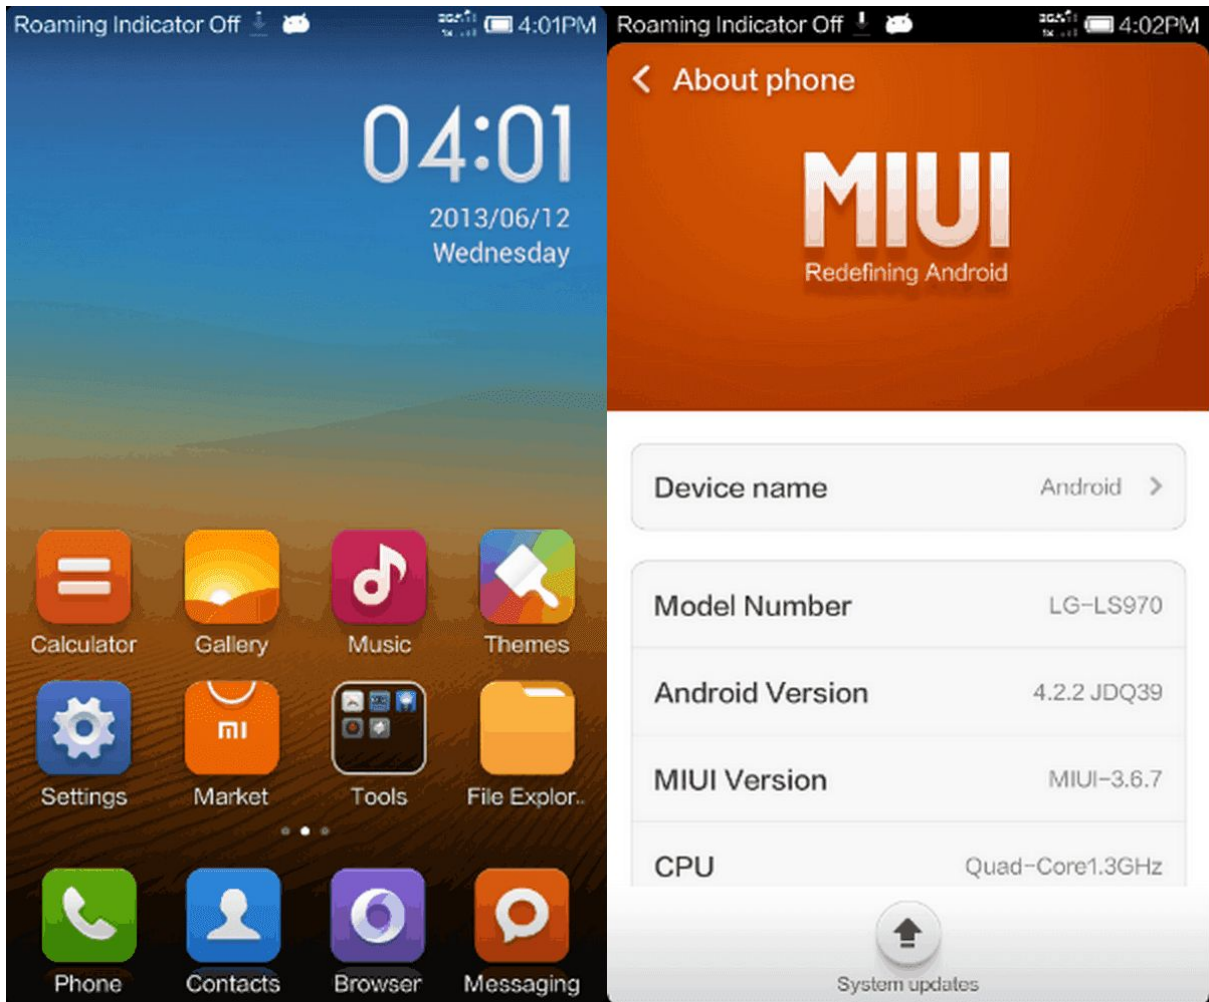 Roaming Indicator Off 4:01PM
04:01
2013/06/12
Wednesday
Calculator Gallery Music Themes
mi
Settings Market Tools File Explor..
Phone Contacts Browser Messaging
Roaming Indicator Off 4:02PM
About phone
MIUI
Redefining Android
Device name Android
Model Number LG-LS970
Android Version 4.2.2 JDQ39
MIUI Version MIUI-3.6.7
CPU Quad-Core1.3GHz
System updates